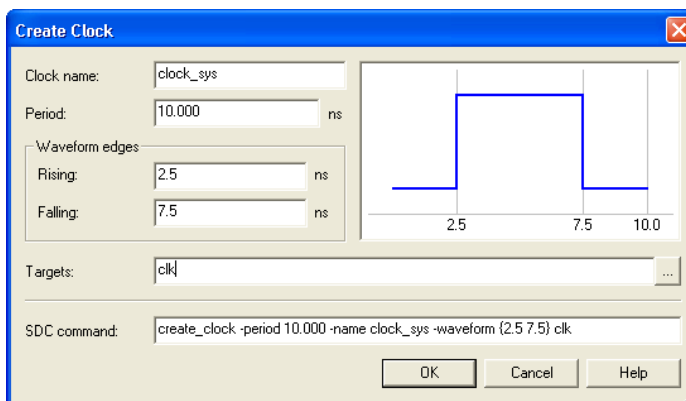 Create Clock
Clock name: clock_sys
Period: 10.000 ns
Waveform edges
Rising: 2.5 ns
Falling: 7.5 ns
2.5 7.5 10.0
Targets: clk ...
SDC command: create_clock -period 10.000 -name clock_sys -waveform {2.5 7.5} clk
OK Cancel Help